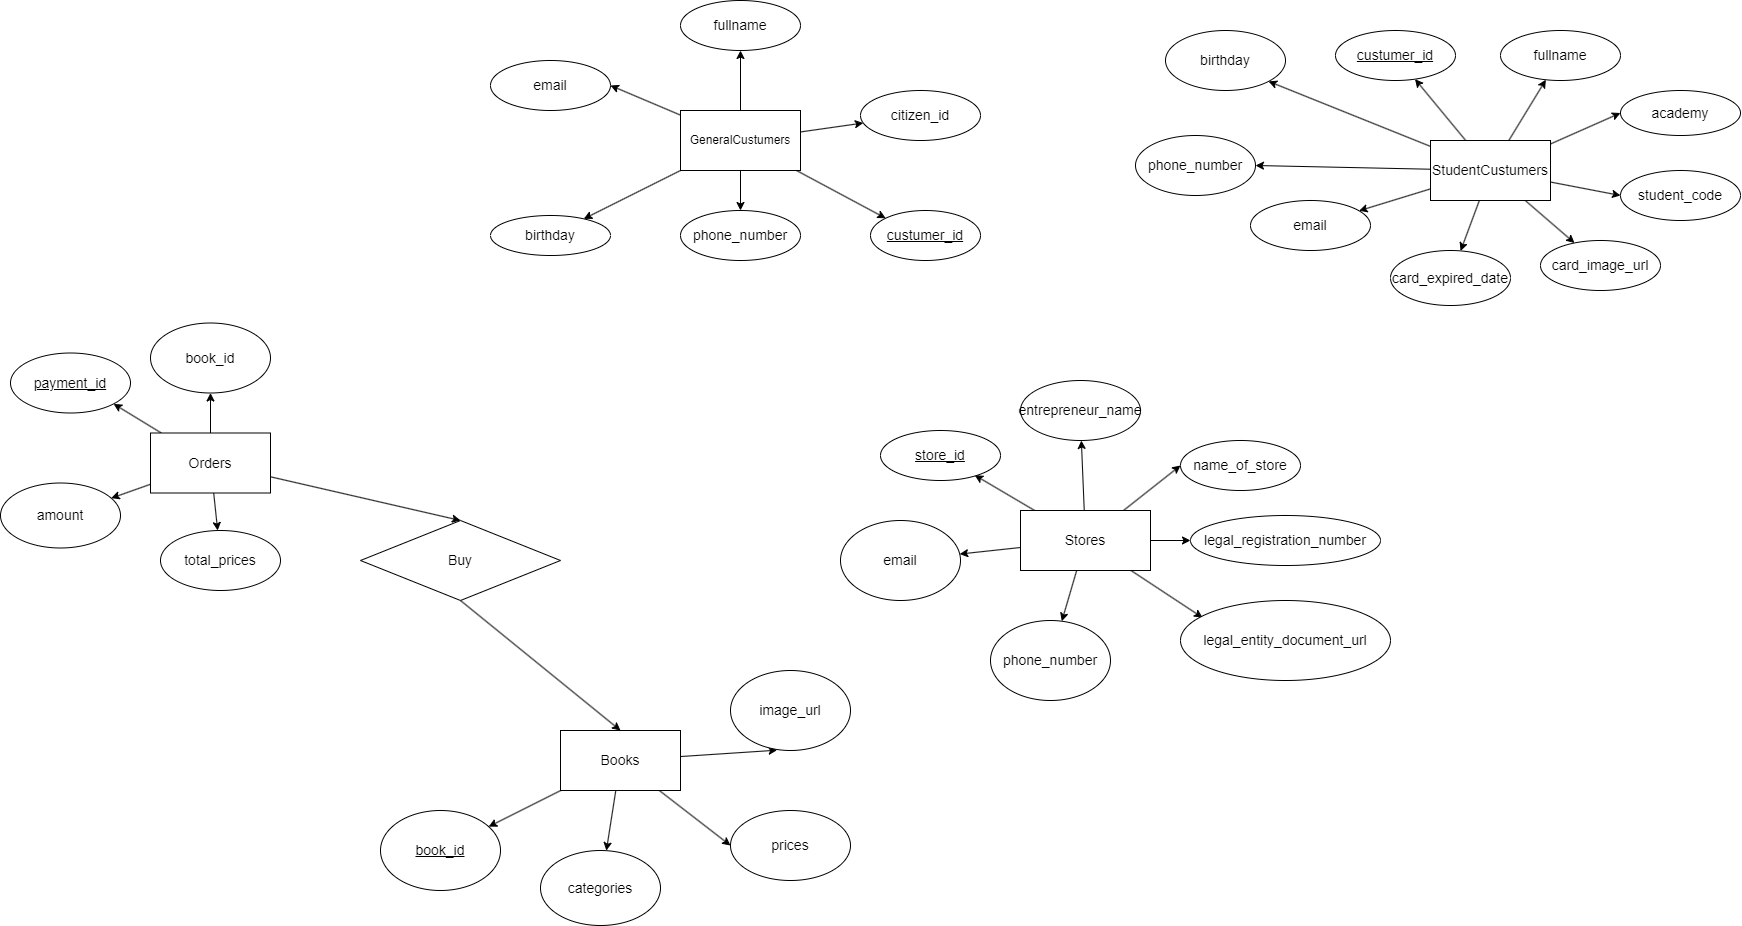 fullname
email
citizen_id
GeneralCustumers
birthday
phone_number
custumer_id
birthday
custumer_id
fullname
academy
phone_number
StudentCustumers
student_code
email
card_expired_date
card_image_url
payment_id
book_id
Orders
amount
total_prices
Buy
entrepreneur_name
store_id
name_of_store
Stores
legal_registration_number
email
phone_number
legal_entity_document_url
image_url
Books
book_id
categories
prices